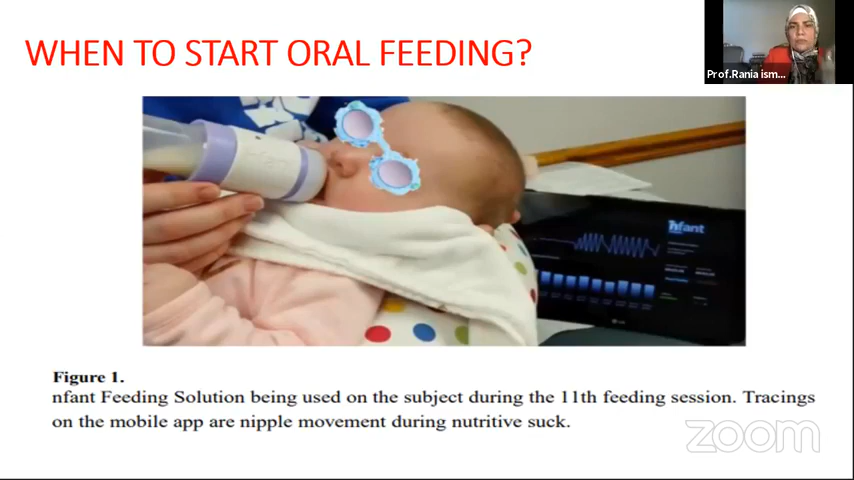 WHEN TO START ORAL FEEDING?
Prof.Rania ism...
nfant
Figure 1.
nfant Feeding Solution being used on the subject during the 11th feeding session. Tracings
on the mobile app are nipple movement during nutritive suck.
zoom